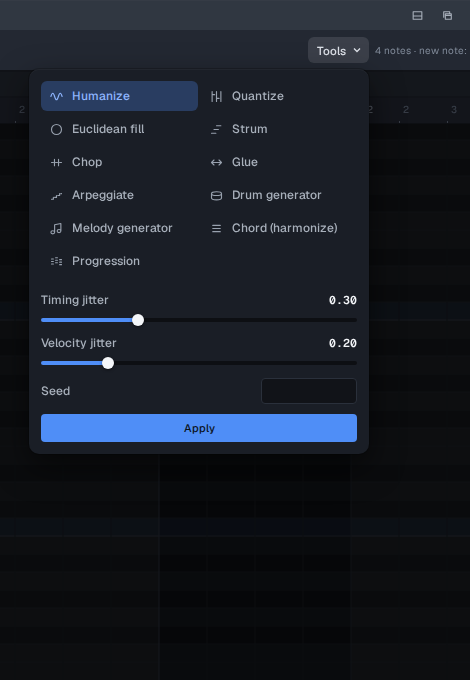 Tools
4 notes · new note:
Humanize
Quantize
2
2
2
3
Euclidean fill
Strum
Chop
Glue
Arpeggiate
Drum generator
Melody generator
Chord (harmonize)
Progression
Timing jitter
0.30
Velocity jitter
0.20
Seed
Apply